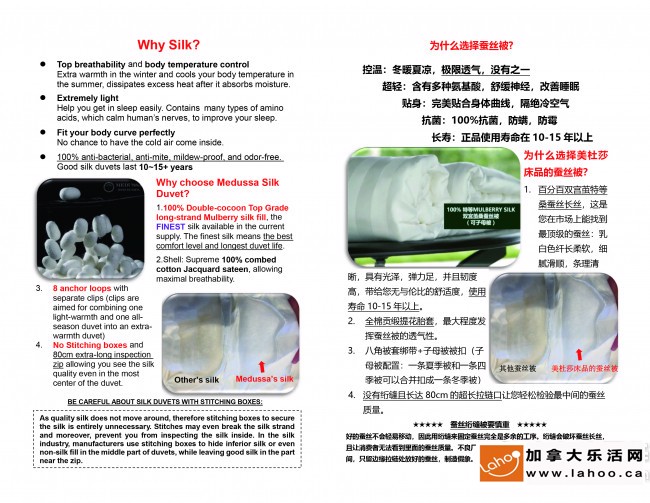 Why Silk?
Top breathability and body temperature control
Extra warmth in the winter and cools your body temperature in
the summer, dissipates excess heat after it absorbs moisture.
Extremely light
Help you get in sleep easily. Contains many types of amino
acids, which calm human's nerves, to improve your sleep.
Fit your body curve perfectly
No chance to have the cold air come inside.
100% anti-bacterial, anti-mite, mildew-proof, and odor-free.
Good silk duvets last 10~15+ years
Why choose Medussa Silk
Duvet?
1.100% Double-cocoon Top Grade
long-strand Mulberry silk fill, the
FINEST silk available in the current
supply. The finest silk means the best
comfort level and longest duvet life.
2.Shell: Supreme 100% combed
cotton Jacquard sateen, allowing
maximal breathability.
3. 8 anchor loops with
separate clips (clips are
aimed for combining one
light-warmth and one all-
season duvet into an extra-
warmth duvet)
4. No Stitching boxes and
80cm extra-long inspection
zip allowing you see the silk
quality even in the most
center of the duvet.
Other's silk
Medussa's silk
BE CAREFUL ABOUT SILK DUVETS WITH STITCHING BOXES:
As quality silk does not move around, therefore stitching boxes to secure
the silk is entirely unnecessary. Stitches may even break the silk strand
and moreover, prevent you from inspecting the silk inside. In the silk
industry, manufacturers use stitching boxes to hide inferior silk or even
non-silk fill in the middle part of duvets, while leaving good silk in the part
near the zip.
为什么选择蚕丝被?
控温：冬暖夏凉，极限透气，没有之一
超轻：含有多种氨基酸，舒缓神经，改善睡眠
贴身：完美贴合身体曲线，隔绝冷空气
抗菌：100%抗菌，防螨，防霉
长寿：正品使用寿命在 10-15 年以上
100% 特等MULBERRY SILK
双宫茧桑蚕丝被
（可子母被）
为什么选择美杜莎
床品的蚕丝被?
1. 百分百双宫茧特等
桑蚕丝长丝，这是
您在市场上能找到
最顶级的蚕丝：乳
白色纤长柔软，细
腻滑顺，条理清
晰，具有光泽，弹力足，并且韧度
高，带给您无与伦比的舒适度，使用
寿命 10-15 年以上。
2. 全棉贡缎提花胎套，最大程度发
挥蚕丝被的透气性。
3. 八角被套绑带+子母被被扣（子
母被配置：一条夏季被和一条四
季被可以合并扣成一条冬季被）
4. 没有绗缝且长达 80cm 的超长拉链口让您轻松检验最中间的蚕丝
质量。
其他蚕丝被
美杜莎床品的蚕丝被
★★★★★ 蚕丝绗缝被要慎重 ★★★★★
好的蚕丝不会轻易移动，因此用绗缝来固定蚕丝完全是多余的工序。绗缝会破坏蚕丝长丝，
且让消费者无法看到里面的蚕丝质量。不良厂
间，只留边缘拉链处放好的蚕丝，制造假象。
Lahoo
加拿大乐活网
www.lahoo.ca